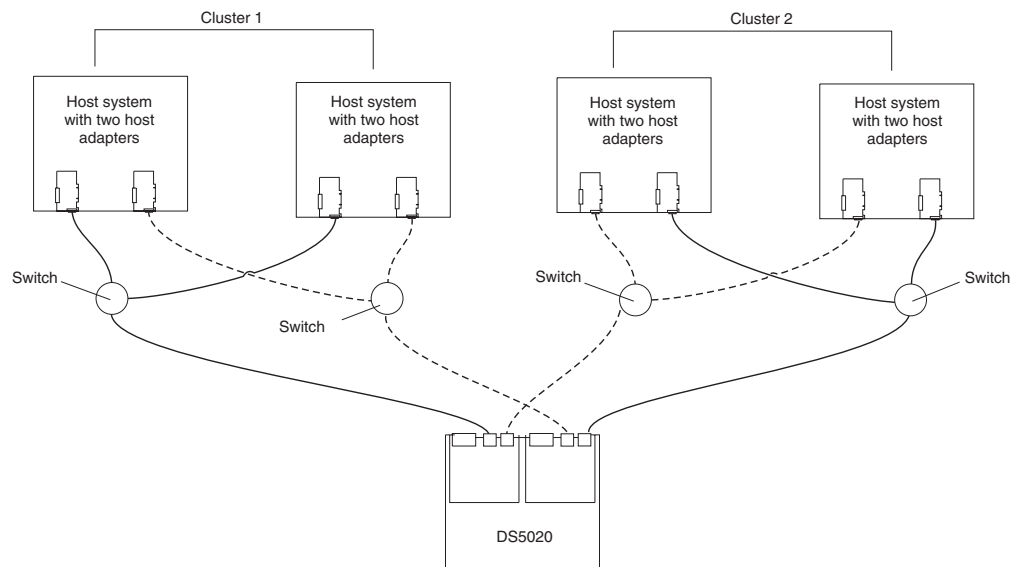 Cluster 1
Cluster 2
Host system
with two host
adapters
Host system
with two host
adapters
Host system
with two host
adapters
Host system
with two host
adapters
Switch
Switch
Switch
Switch
DS5020